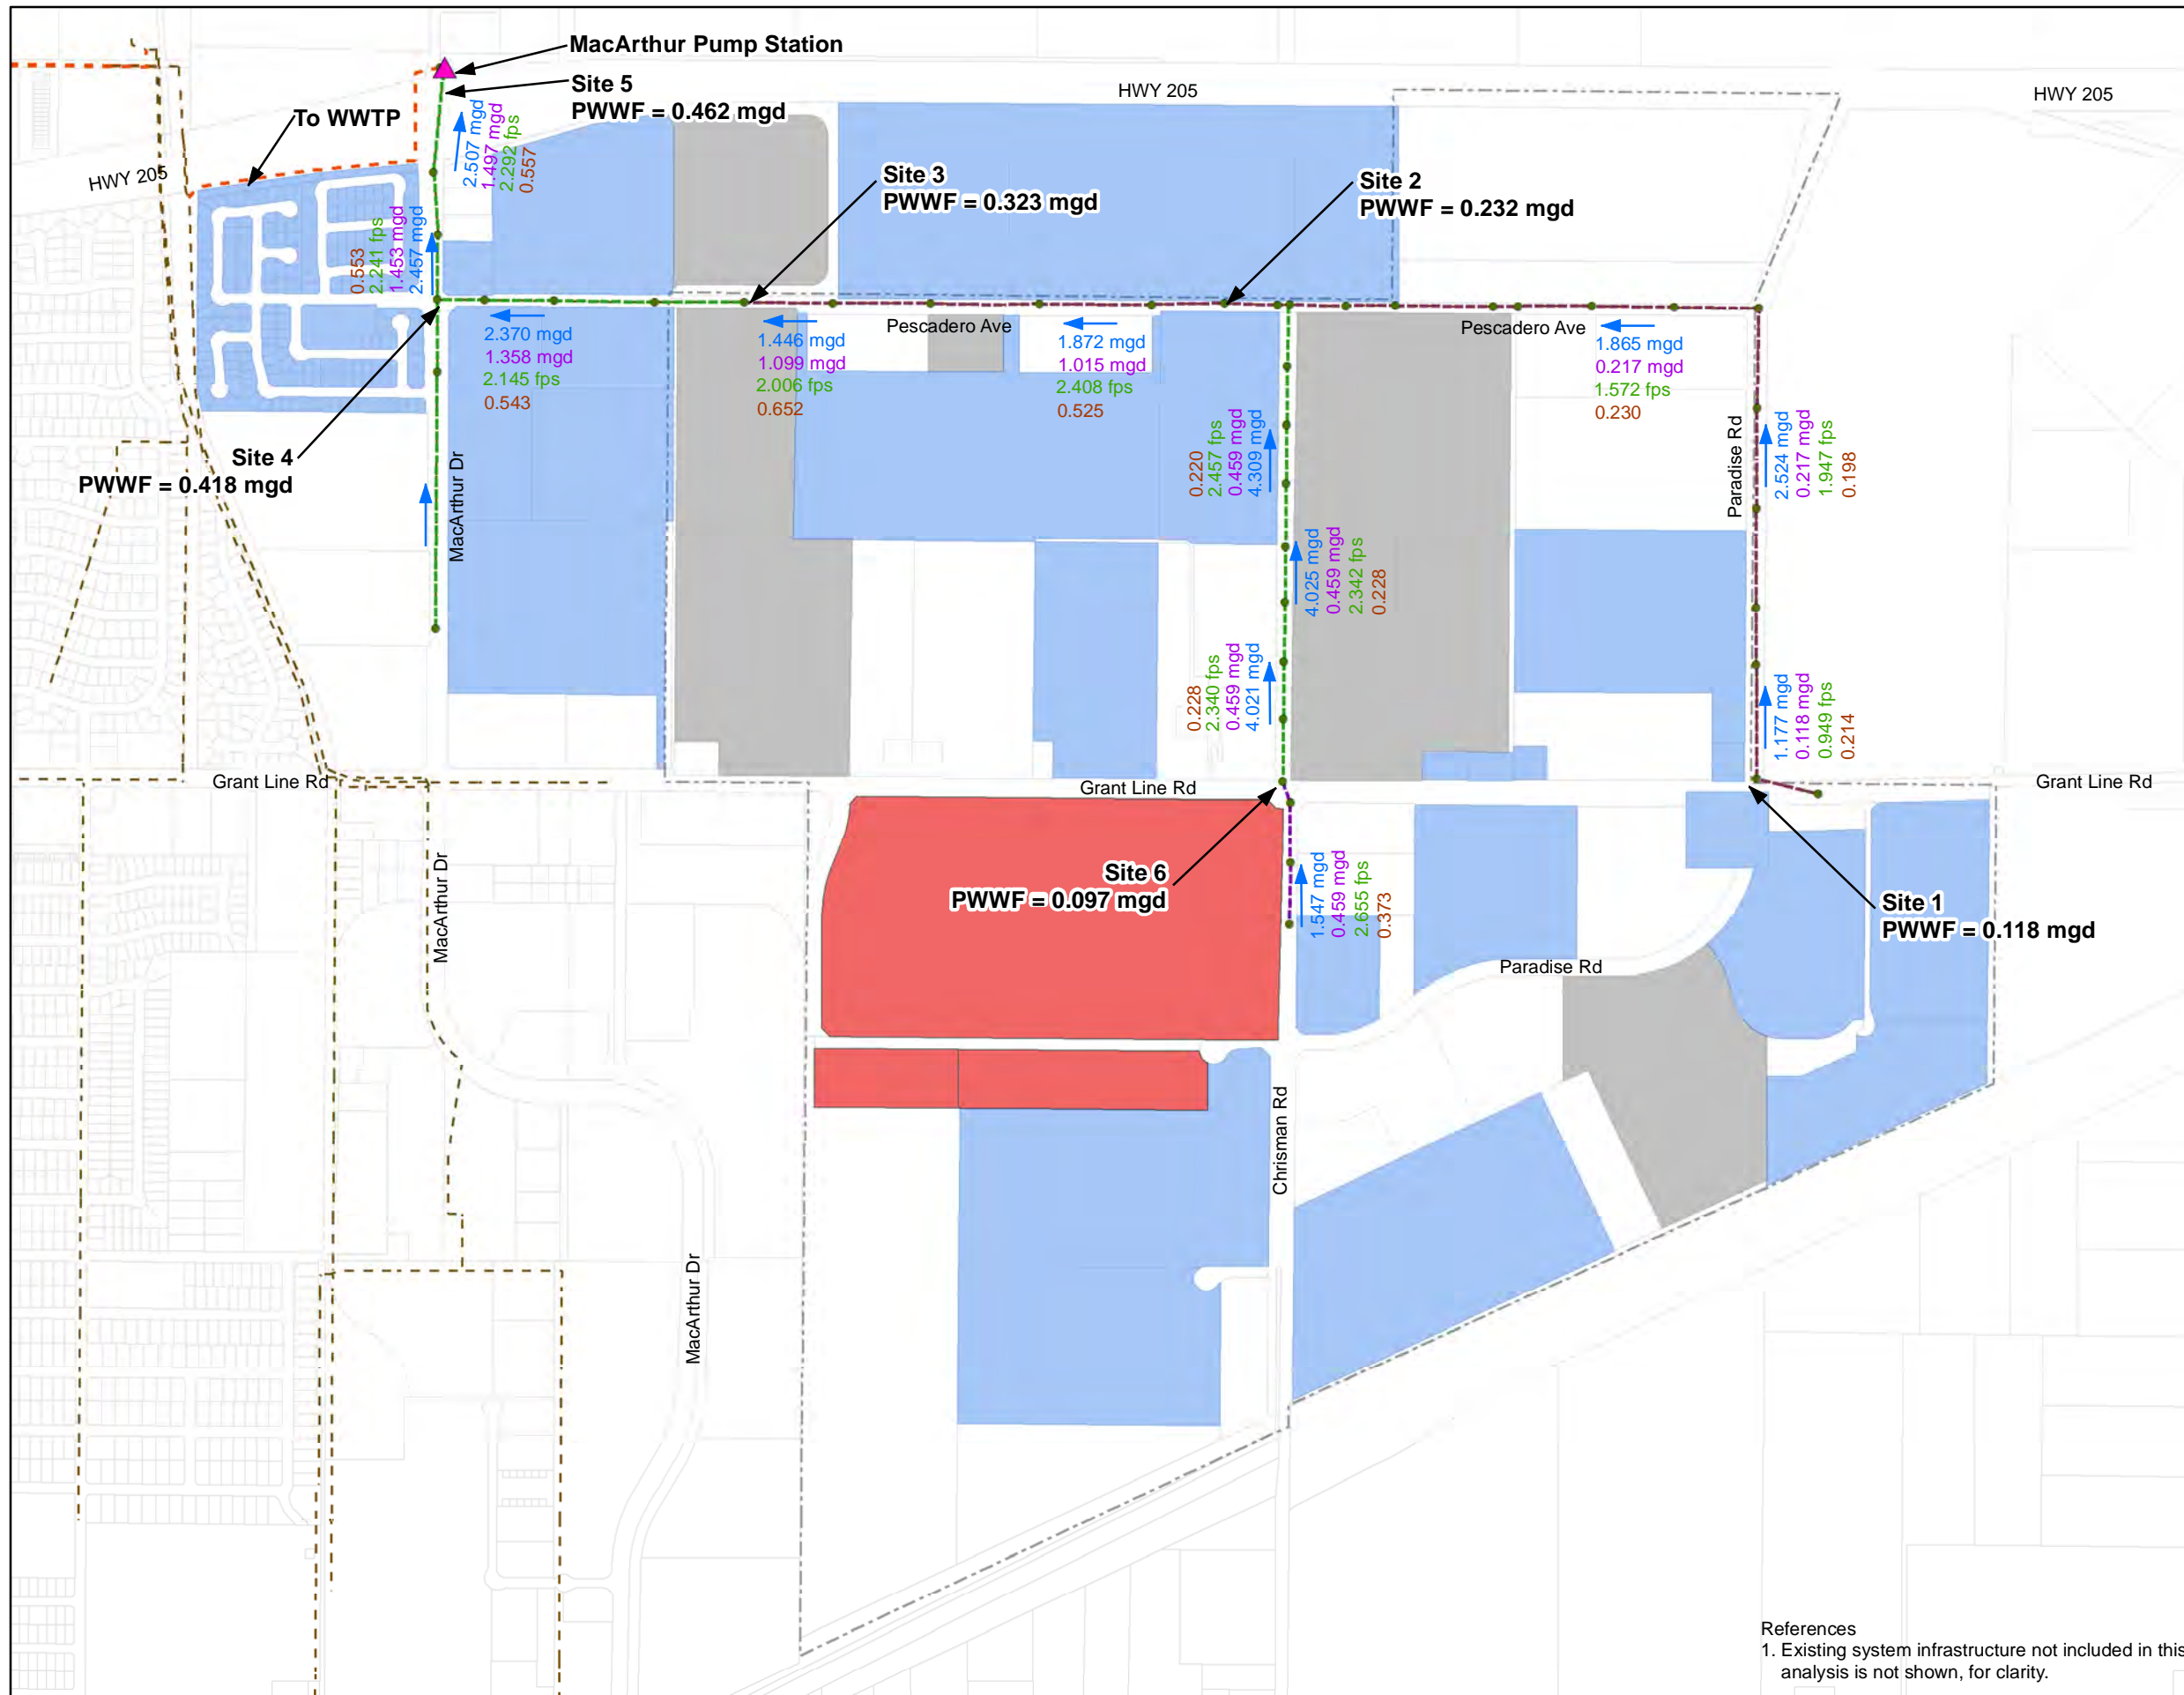 MacArthur Pump Station
Site 5
PWWF = 0.462 mgd
HWY 205
HWY 205
To WWTP
HWY 205
2.507 mgd
1.497 mgd
2.292 fps
0.557
Site 3
PWWF = 0.323 mgd
Site 2
PWWF = 0.232 mgd
0.553
2.241 fps
1.453 mgd
2.457 mgd
2.370 mgd
1.358 mgd
2.145 fps
0.543
1.446 mgd
1.099 mgd
2.006 fps
0.652
Pescadero Ave
1.872 mgd
1.015 mgd
2.408 fps
0.525
Pescadero Ave
1.865 mgd
0.217 mgd
1.572 fps
0.230
Site 4
PWWF = 0.418 mgd
MacArthur Dr
0.220
2.457 fps
0.459 mgd
4.309 mgd
Paradise Rd
2.524 mgd
0.217 mgd
1.947 fps
0.198
4.025 mgd
0.459 mgd
2.342 fps
0.228
0.228
2.340 fps
0.459 mgd
4.021 mgd
1.177 mgd
0.118 mgd
0.949 fps
0.214
Grant Line Rd
Grant Line Rd
Grant Line Rd
MacArthur Dr
Site 6
PWWF = 0.097 mgd
1.547 mgd
0.459 mgd
2.655 fps
0.373
Site 1
PWWF = 0.118 mgd
Paradise Rd
Chrisman Rd
MacArthur Dr
References
1. Existing system infrastructure not included in this
analysis is not shown, for clarity.